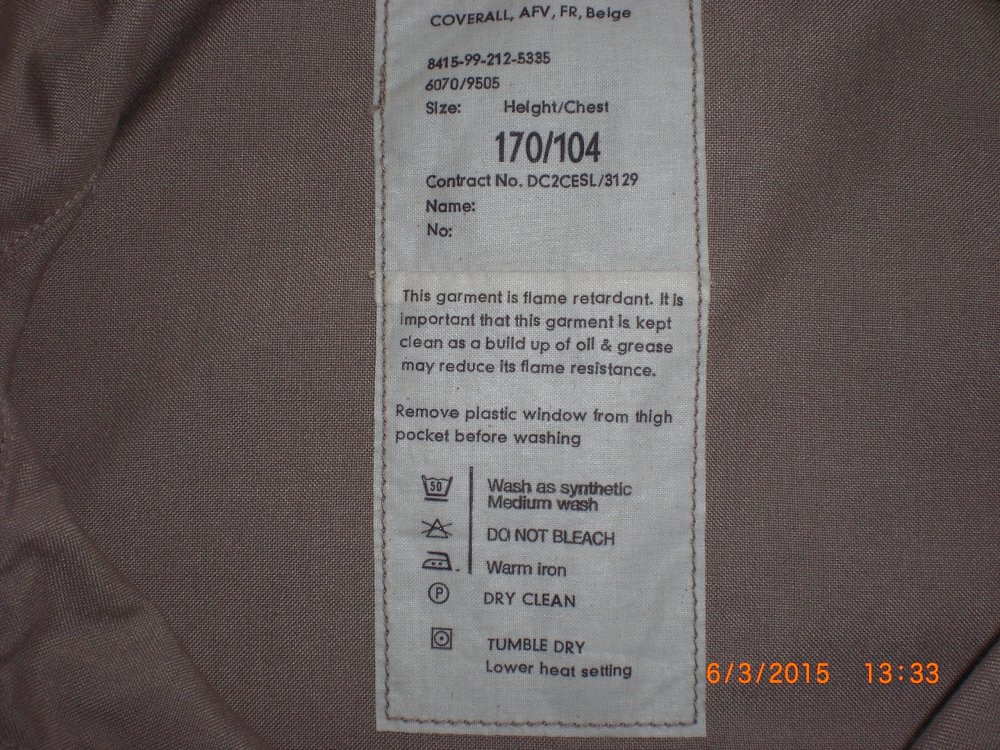 COVERALL, AFV, FR, Beige
8415-99-212-5335
6070/9505
Size: Height/Chest
170/104
Contract No. DC2CESL/3129
Name:
No:
This garment is flame retardant. It is
important that this garment is kept
clean as a build up of oil & grease
may reduce its flame resistance.
Remove plastic window from thigh
pocket before washing
50 Wash as synthetic
Medium wash
DO NOT BLEACH
Warm iron
P DRY CLEAN
TUMBLE DRY
Lower heat setting
6/3/2015 13:33